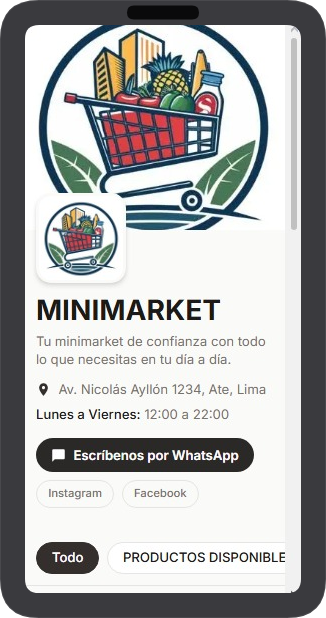 MINIMARKET
Tu minimarket de confianza con todo
lo que necesitas en tu día a día.
Av. Nicolás Ayllón 1234, Ate, Lima
Lunes a Viernes: 12:00 a 22:00
Escríbenos por WhatsApp
Instagram
Facebook
Todo
PRODUCTOS DISPONIBLE